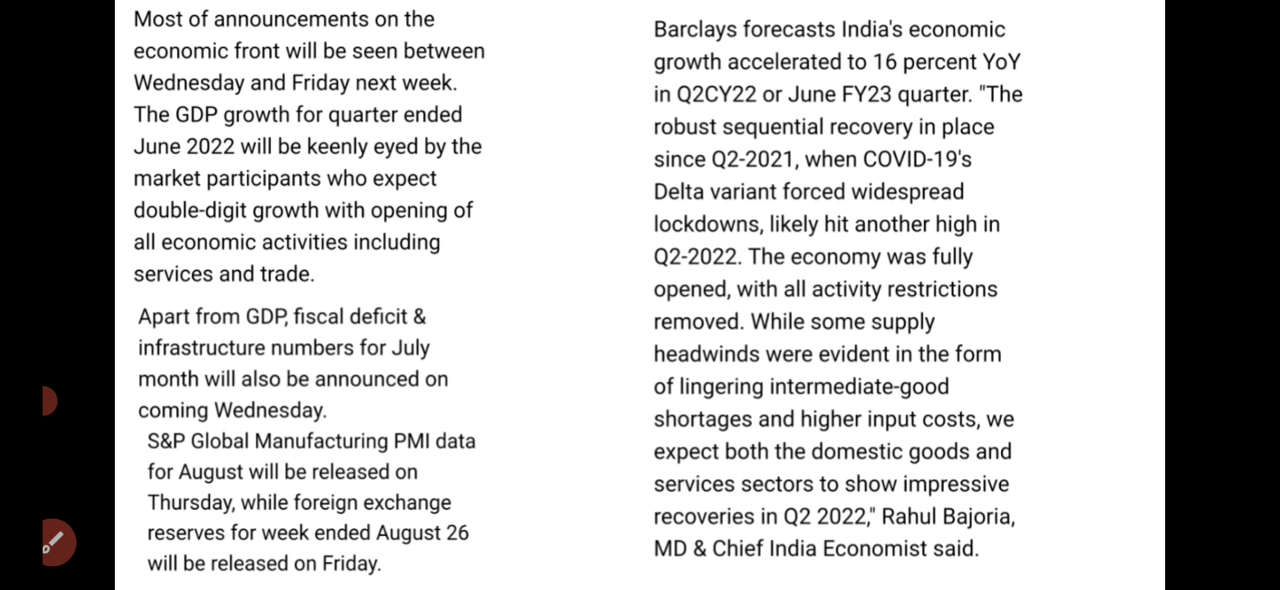 Most of announcements on the
economic front will be seen between
Wednesday and Friday next week.
The GDP growth for quarter ended
June 2022 will be keenly eyed by the
market participants who expect
double-digit growth with opening of
all economic activities including
services and trade.
Apart from GDP, fiscal deficit &
infrastructure numbers for July
month will also be announced on
coming Wednesday.
S&P Global Manufacturing PMI data
for August will be released on
Thursday, while foreign exchange
reserves for week ended August 26
will be released on Friday.
Barclays forecasts India's economic
growth accelerated to 16 percent YoY
in Q2CY22 or June FY23 quarter. "The
robust sequential recovery in place
since Q2-2021, when COVID-19's
Delta variant forced widespread
lockdowns, likely hit another high in
Q2-2022. The economy was fully
opened, with all activity restrictions
removed. While some supply
headwinds were evident in the form
of lingering intermediate-good
shortages and higher input costs, we
expect both the domestic goods and
services sectors to show impressive
recoveries in Q2 2022," Rahul Bajoria,
MD & Chief India Economist said.